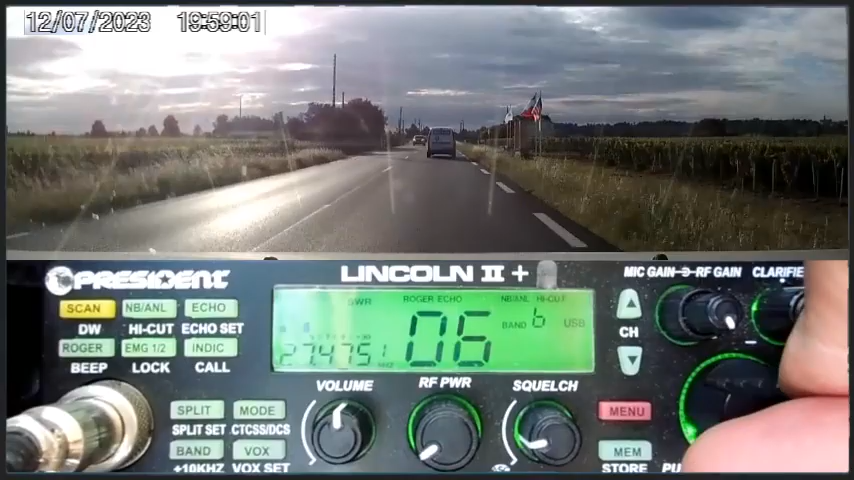 12/07/2023 19:59:01
PRESIDENT
LINCOLN II +
MIC GAIN RF GAIN CLARIFIE
SCAN NB/ANL ECHO
DW HI-CUT ECHO SET
ROGER EMG 1/2 INDIC
BEEP LOCK CALL
SWR ROGER ECHO NB/ANL HI-CUT
06 BAND b USB
27.4751
CH
VOLUME RF PWR SQUELCH
SPLIT MODE
SPLIT SET CTCSS/DCS
BAND VOX
+10KHZ VOX SET
MENU
MEM
STORE PU